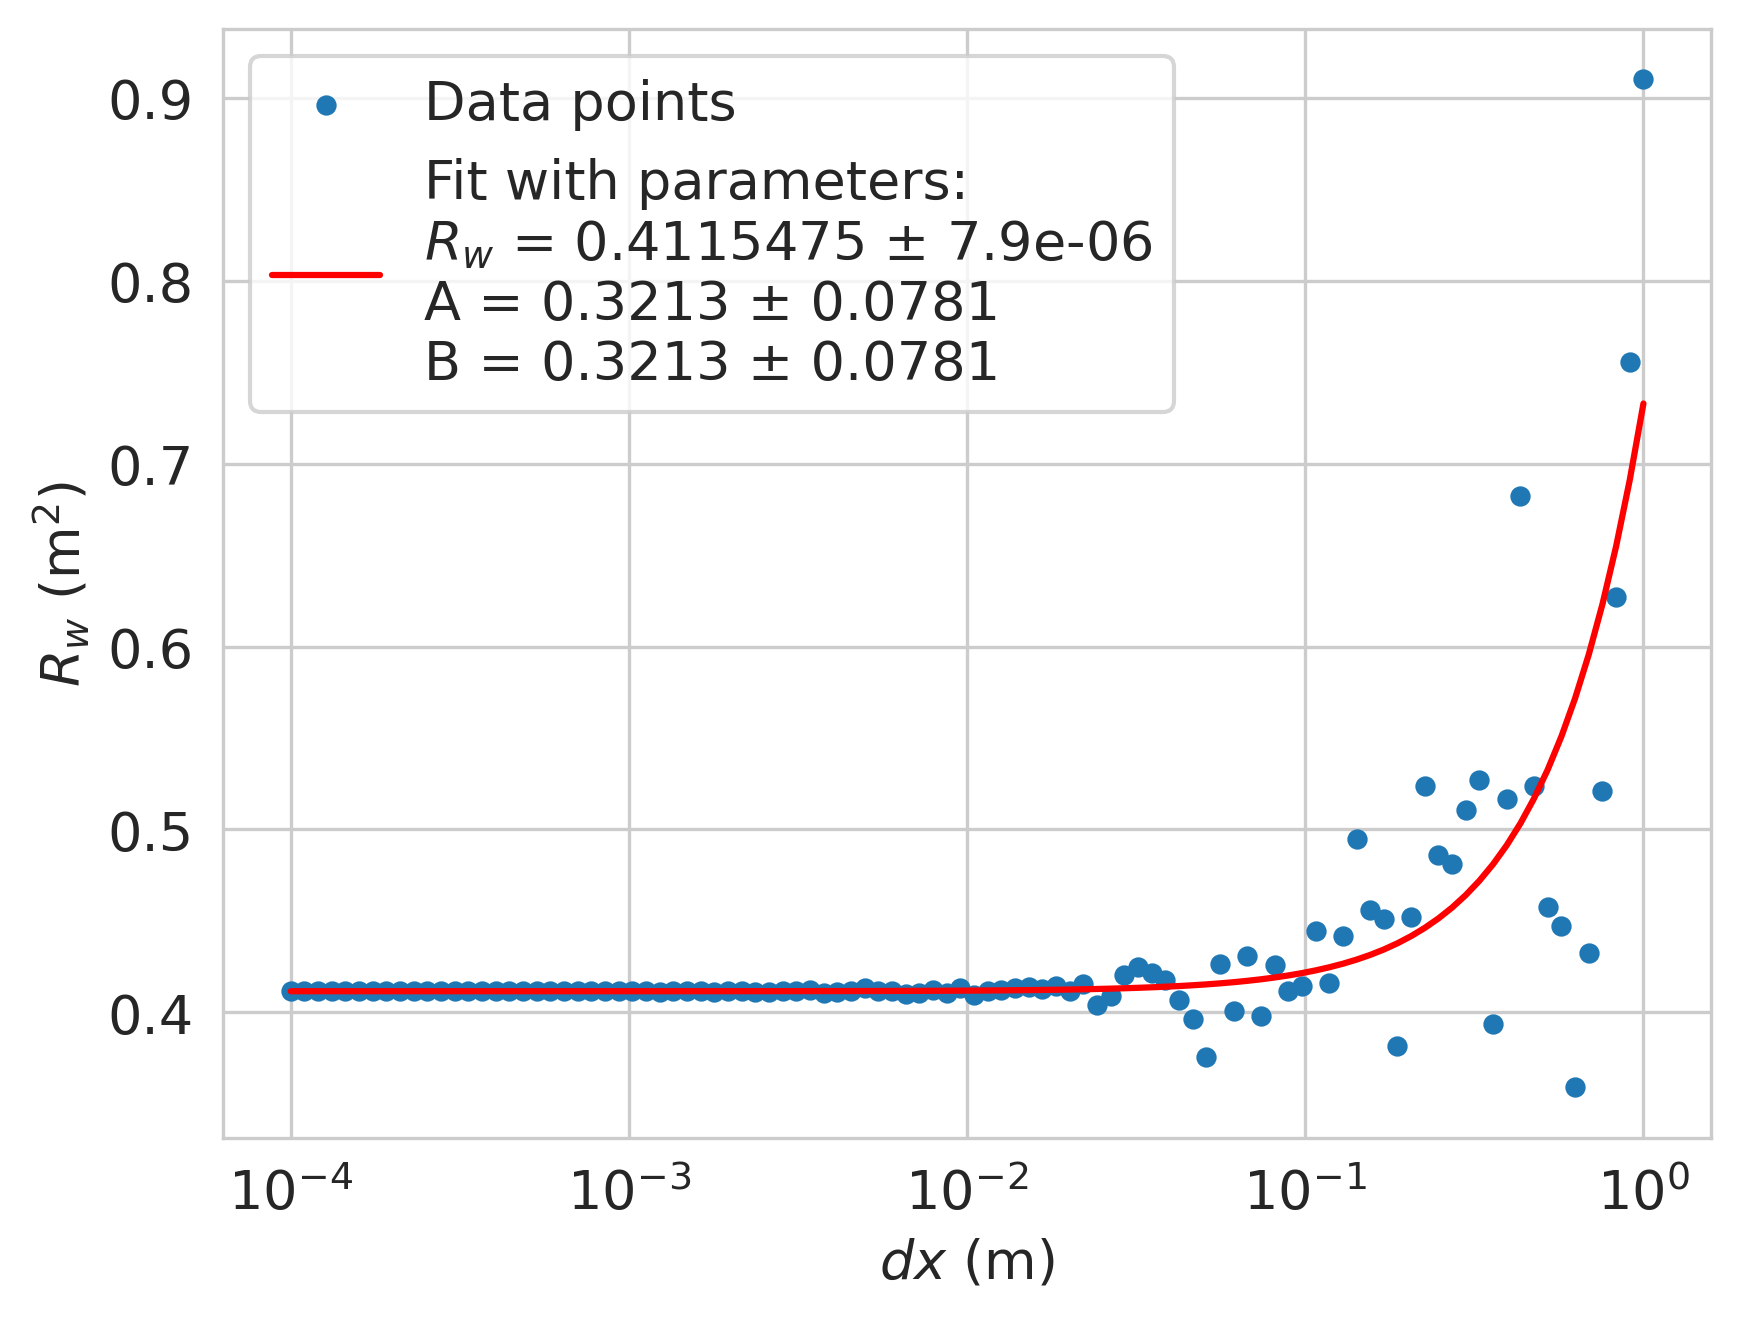 Data points
Fit with parameters:
R_w = 0.4115475 ± 7.9e-06
A = 0.3213 ± 0.0781
B = 0.3213 ± 0.0781
0.9
0.8
0.7
0.6
0.5
0.4
R_w (m²)
10⁻⁴ 10⁻³ 10⁻² 10⁻¹ 10⁰
dx (m)